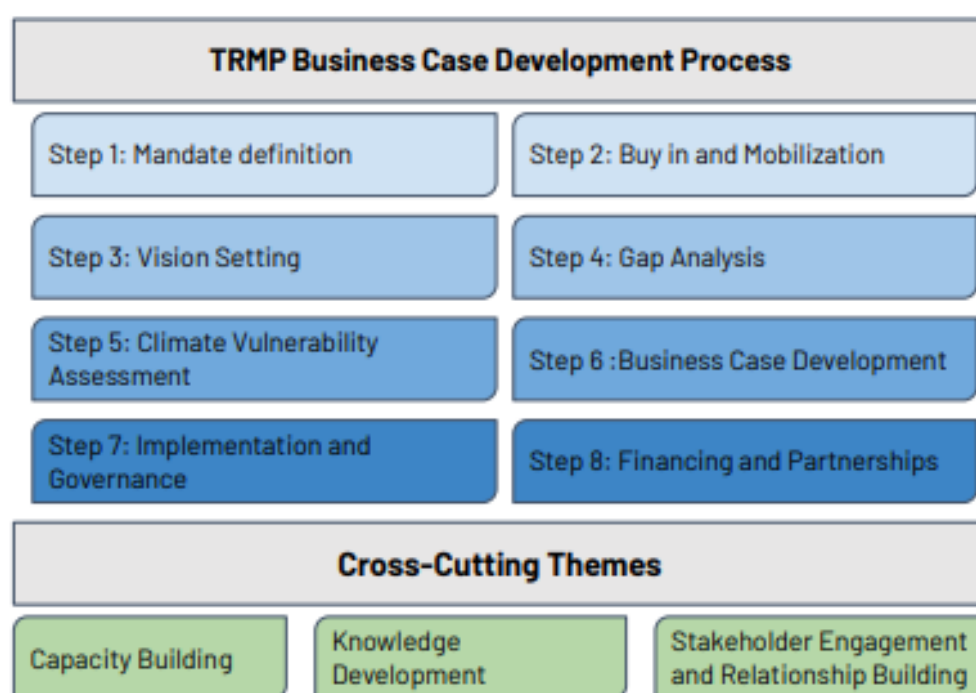 TRMP Business Case Development Process
Step 1: Mandate definition
Step 2: Buy in and Mobilization
Step 3: Vision Setting
Step 4: Gap Analysis
Step 5: Climate Vulnerability
Assessment
Step 6 :Business Case Development
Step 7: Implementation and
Governance
Step 8: Financing and Partnerships
Cross-Cutting Themes
Capacity Building
Knowledge
Development
Stakeholder Engagement
and Relationship Building